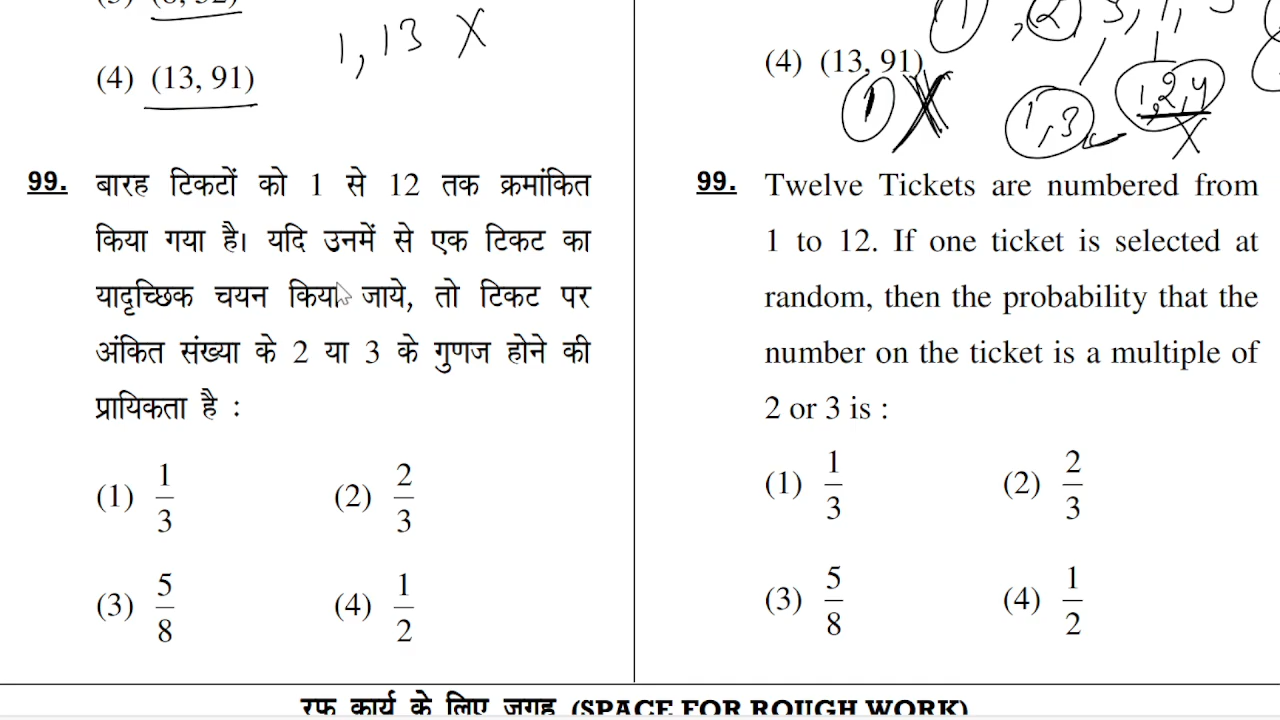 1, 13 X
(4) (13, 91)
99. बारह टिकटों को 1 से 12 तक क्रमांकित
किया गया है। यदि उनमें से एक टिकट का
यादृच्छिक चयन किया जाये, तो टिकट पर
अंकित संख्या के 2 या 3 के गुणज होने की
प्रायिकता है :
(1) 1/3 (2) 2/3
(3) 5/8 (4) 1/2
(4) (13, 91)
1 X
1, 3
1, 2, 4
X
99. Twelve Tickets are numbered from
1 to 12. If one ticket is selected at
random, then the probability that the
number on the ticket is a multiple of
2 or 3 is :
(1) 1/3 (2) 2/3
(3) 5/8 (4) 1/2
रफ कार्य के लिए जगह (SPACE FOR ROUGH WORK)